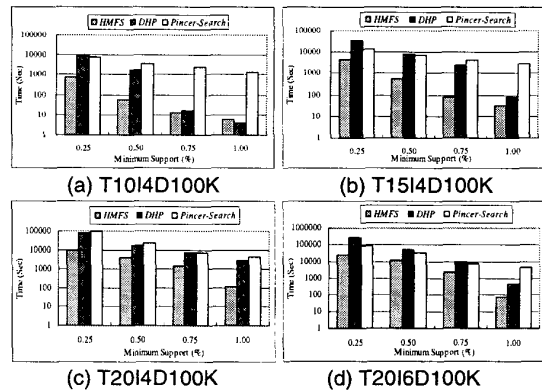 HMFS DHP Pincer-Search
Time (Sec)
100000
10000
1000
100
10
1
0.25 0.50 0.75 1.00
Minimum Support (%)
(a) T10I4D100K
HMFS DHP Pincer-Search
Time (Sec)
100000
10000
1000
100
10
1
0.25 0.50 0.75 1.00
Minimum Support (%)
(b) T15I4D100K
HMFS DHP Pincer-Search
Time (Sec)
100000
10000
1000
100
10
1
0.25 0.50 0.75 1.00
Minimum Support (%)
(c) T20I4D100K
HMFS DHP Pincer-Search
Time (Sec)
1000000
100000
10000
1000
100
10
1
0.25 0.50 0.75 1.00
Minimum Support (%)
(d) T20I6D100K